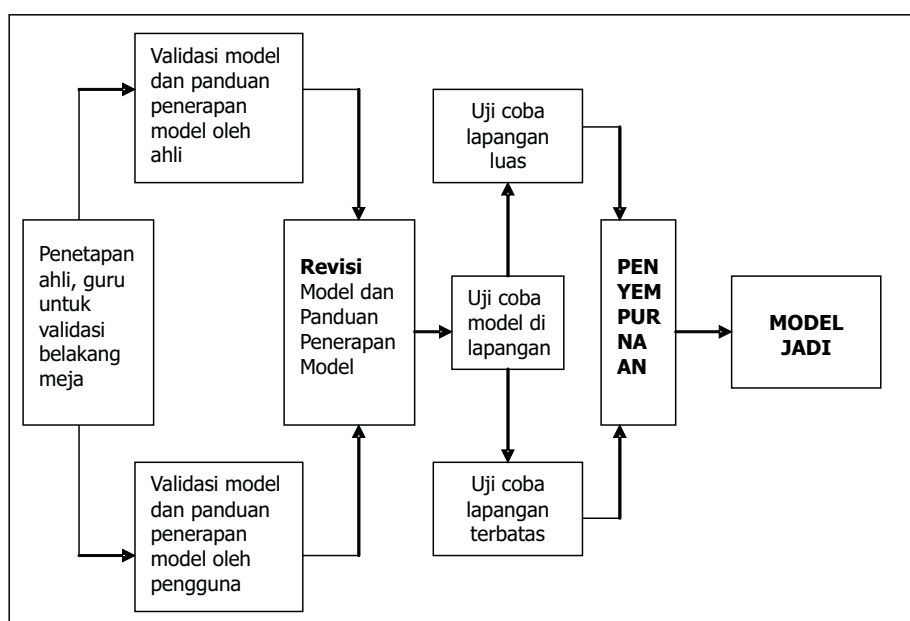 Penetapan
ahli, guru
untuk
validasi
belakang
meja
Validasi model
dan panduan
penerapan
model oleh
ahli
Validasi model
dan panduan
penerapan
model oleh
pengguna
Revisi
Model dan
Panduan
Penerapan
Model
Uji coba
model di
lapangan
Uji coba
lapangan
luas
Uji coba
lapangan
terbatas
PEN
YEM
PUR
NA
AN
MODEL
JADI